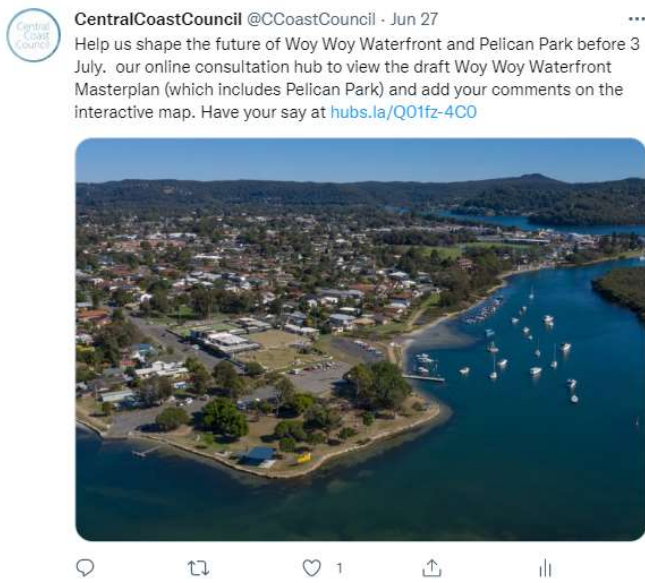 Central
Coast
Council
CentralCoastCouncil @CCoastCouncil · Jun 27
Help us shape the future of Woy Woy Waterfront and Pelican Park before 3
July. our online consultation hub to view the draft Woy Woy Waterfront
Masterplan (which includes Pelican Park) and add your comments on the
interactive map. Have your say at hubs.la/Q01fz-4C0
1